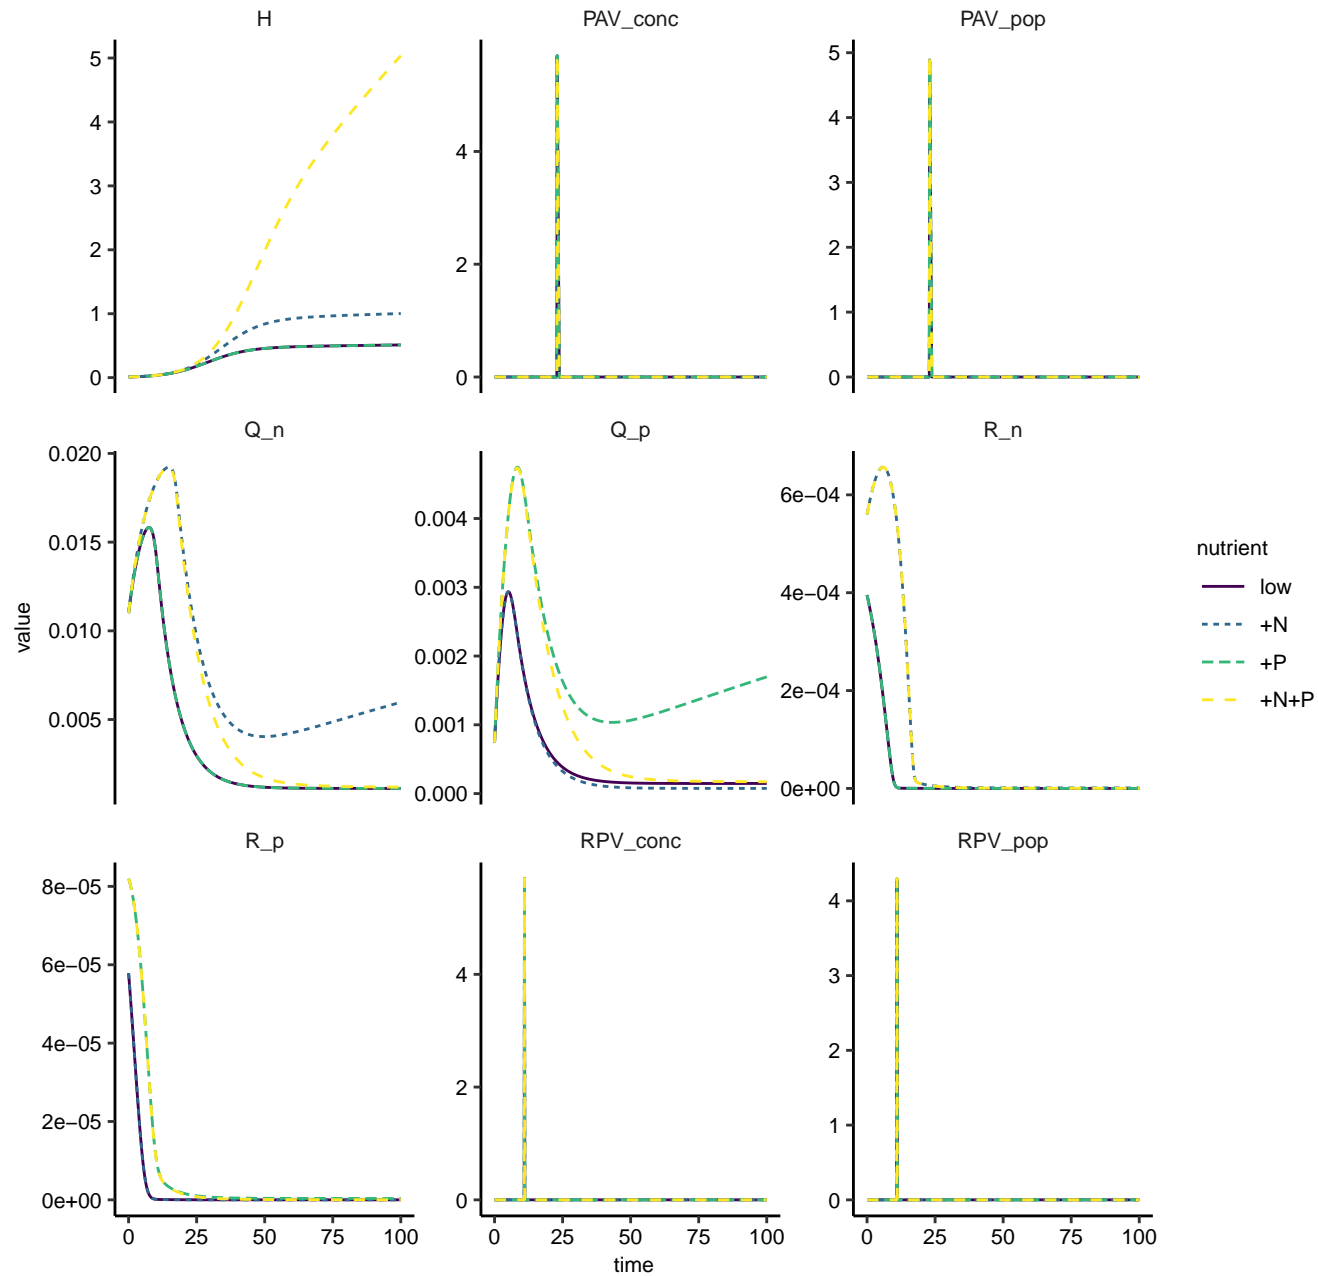 H PAV_conc PAV_pop
5
4
3
2
1
0
4
2
0
5
4
3
2
1
0
Q_n Q_p R_n
0.020
0.015
0.010
0.005
0.004
0.003
0.002
0.001
0.000
6e−04
4e−04
2e−04
0e+00
R_p RPV_conc RPV_pop
8e−05
6e−05
4e−05
2e−05
0e+00
4
2
0
4
3
2
1
0
0 25 50 75 100
0 25 50 75 100
0 25 50 75 100
time
value
nutrient
low
+N
+P
+N+P